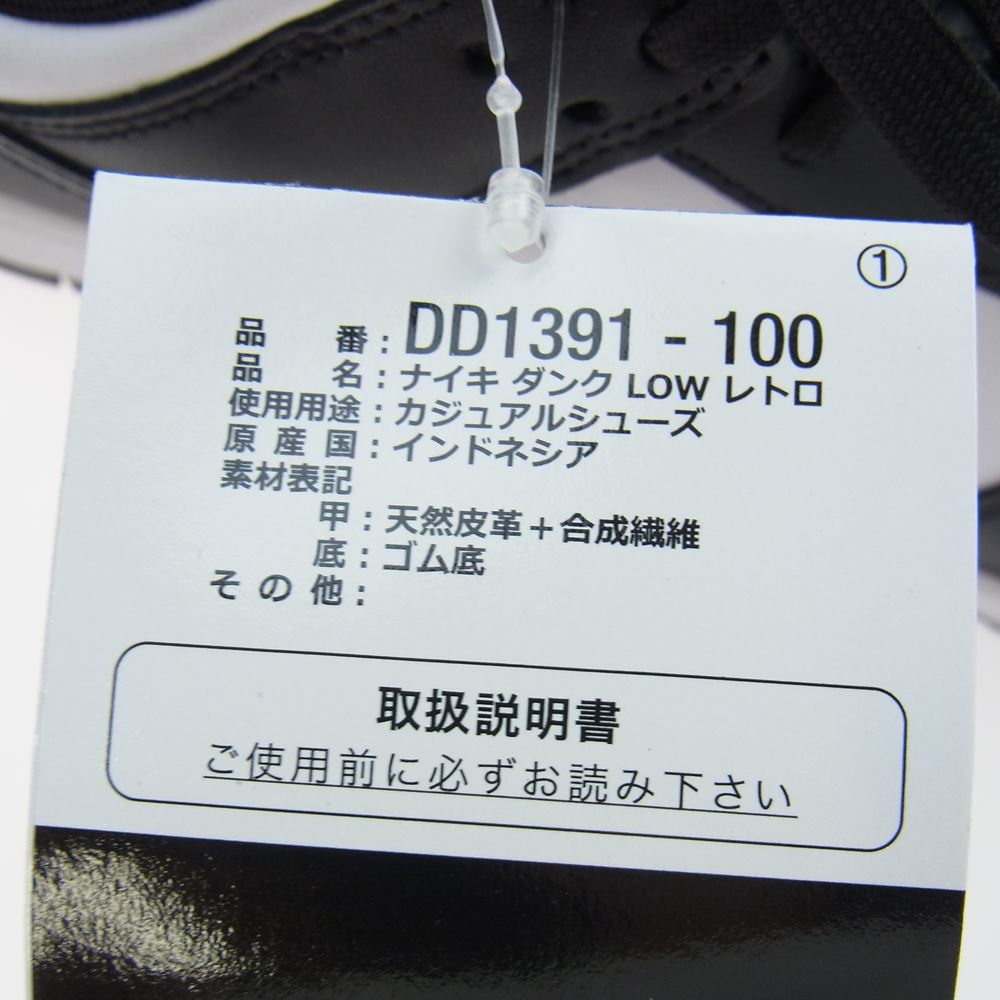 ①
品番：DD1391 - 100
品名：ナイキ ダンク LOW レトロ
使用用途：カジュアルシューズ
原産国：インドネシア
素材表記
甲：天然皮革＋合成繊維
底：ゴム底
その他：
取扱説明書
ご使用前に必ずお読み下さい